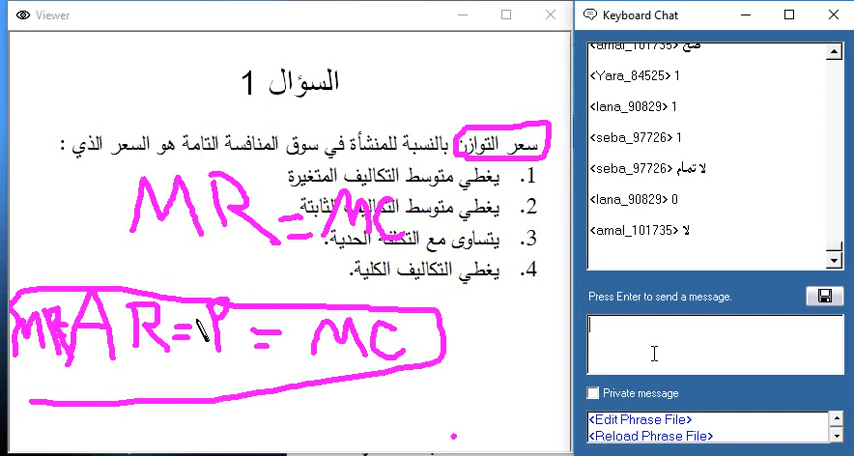 Viewer
السؤال 1
سعر التوازن بالنسبة للمنشأة في سوق المنافسة التامة هو السعر الذي :
1. يغطي متوسط التكاليف المتغيرة
2. يغطي متوسط التكاليف الثابتة
3. يتساوى مع التكلفة الحدية.
4. يغطي التكاليف الكلية.
MR = MC
MR = AR = P = MC
Keyboard Chat
<amal_101735> صح
<Yara_84525> 1
<lana_90829> 1
<seba_97726> 1
<seba_97726> لا تمام
<lana_90829> 0
<amal_101735> لا
Press Enter to send a message.
Private message
<Edit Phrase File>
<Reload Phrase File>